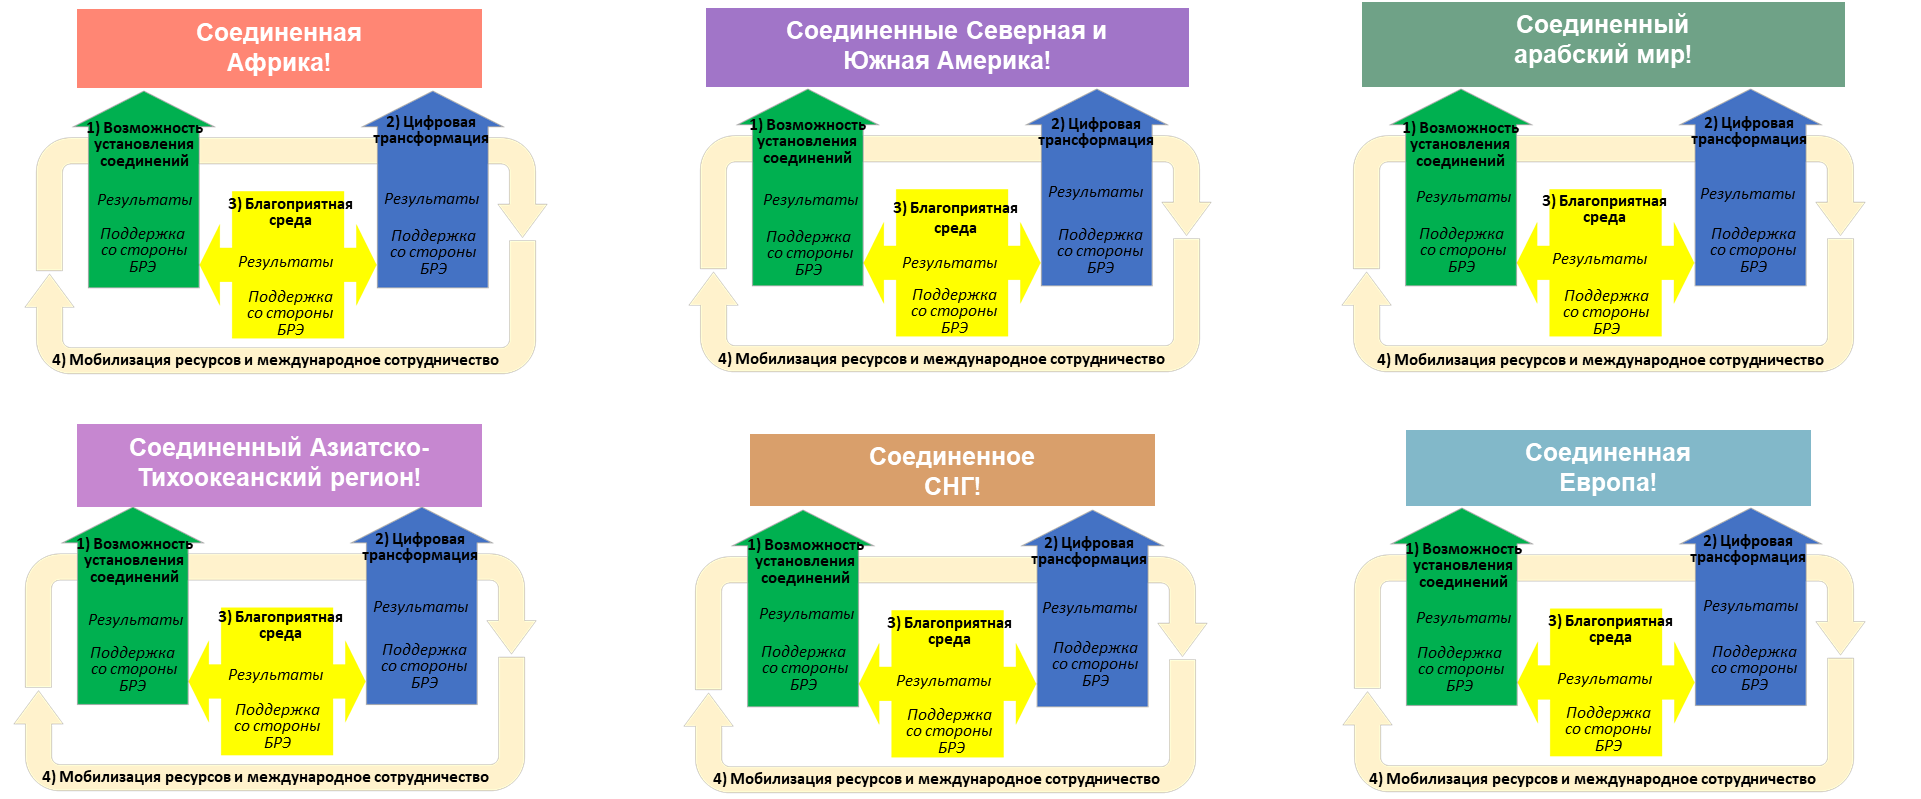 Соединенная
Африка!
1) Возможность
установления
соединений
Результаты
Поддержка
со стороны
БРЭ
2) Цифровая
трансформация
Результаты
Поддержка
со стороны
БРЭ
3) Благоприятная
среда
Результаты
Поддержка
со стороны
БРЭ
4) Мобилизация ресурсов и международное сотрудничество
Соединенные Северная и
Южная Америка!
1) Возможность
установления
соединений
Результаты
Поддержка
со стороны
БРЭ
2) Цифровая
трансформация
Результаты
Поддержка
со стороны
БРЭ
3) Благоприятная
среда
Результаты
Поддержка
со стороны
БРЭ
4) Мобилизация ресурсов и международное сотрудничество
Соединенный
арабский мир!
1) Возможность
установления
соединений
Результаты
Поддержка
со стороны
БРЭ
2) Цифровая
трансформация
Результаты
Поддержка
со стороны
БРЭ
3) Благоприятная
среда
Результаты
Поддержка
со стороны
БРЭ
4) Мобилизация ресурсов и международное сотрудничество
Соединенный Азиатско-
Тихоокеанский регион!
1) Возможность
установления
соединений
Результаты
Поддержка
со стороны
БРЭ
2) Цифровая
трансформация
Результаты
Поддержка
со стороны
БРЭ
3) Благоприятная
среда
Результаты
Поддержка
со стороны
БРЭ
4) Мобилизация ресурсов и международное сотрудничество
Соединенное
СНГ!
1) Возможность
установления
соединений
Результаты
Поддержка
со стороны
БРЭ
2) Цифровая
трансформация
Результаты
Поддержка
со стороны
БРЭ
3) Благоприятная
среда
Результаты
Поддержка
со стороны
БРЭ
4) Мобилизация ресурсов и международное сотрудничество
Соединенная
Европа!
1) Возможность
установления
соединений
Результаты
Поддержка
со стороны
БРЭ
2) Цифровая
трансформация
Результаты
Поддержка
со стороны
БРЭ
3) Благоприятная
среда
Результаты
Поддержка
со стороны
БРЭ
4) Мобилизация ресурсов и международное сотрудничество